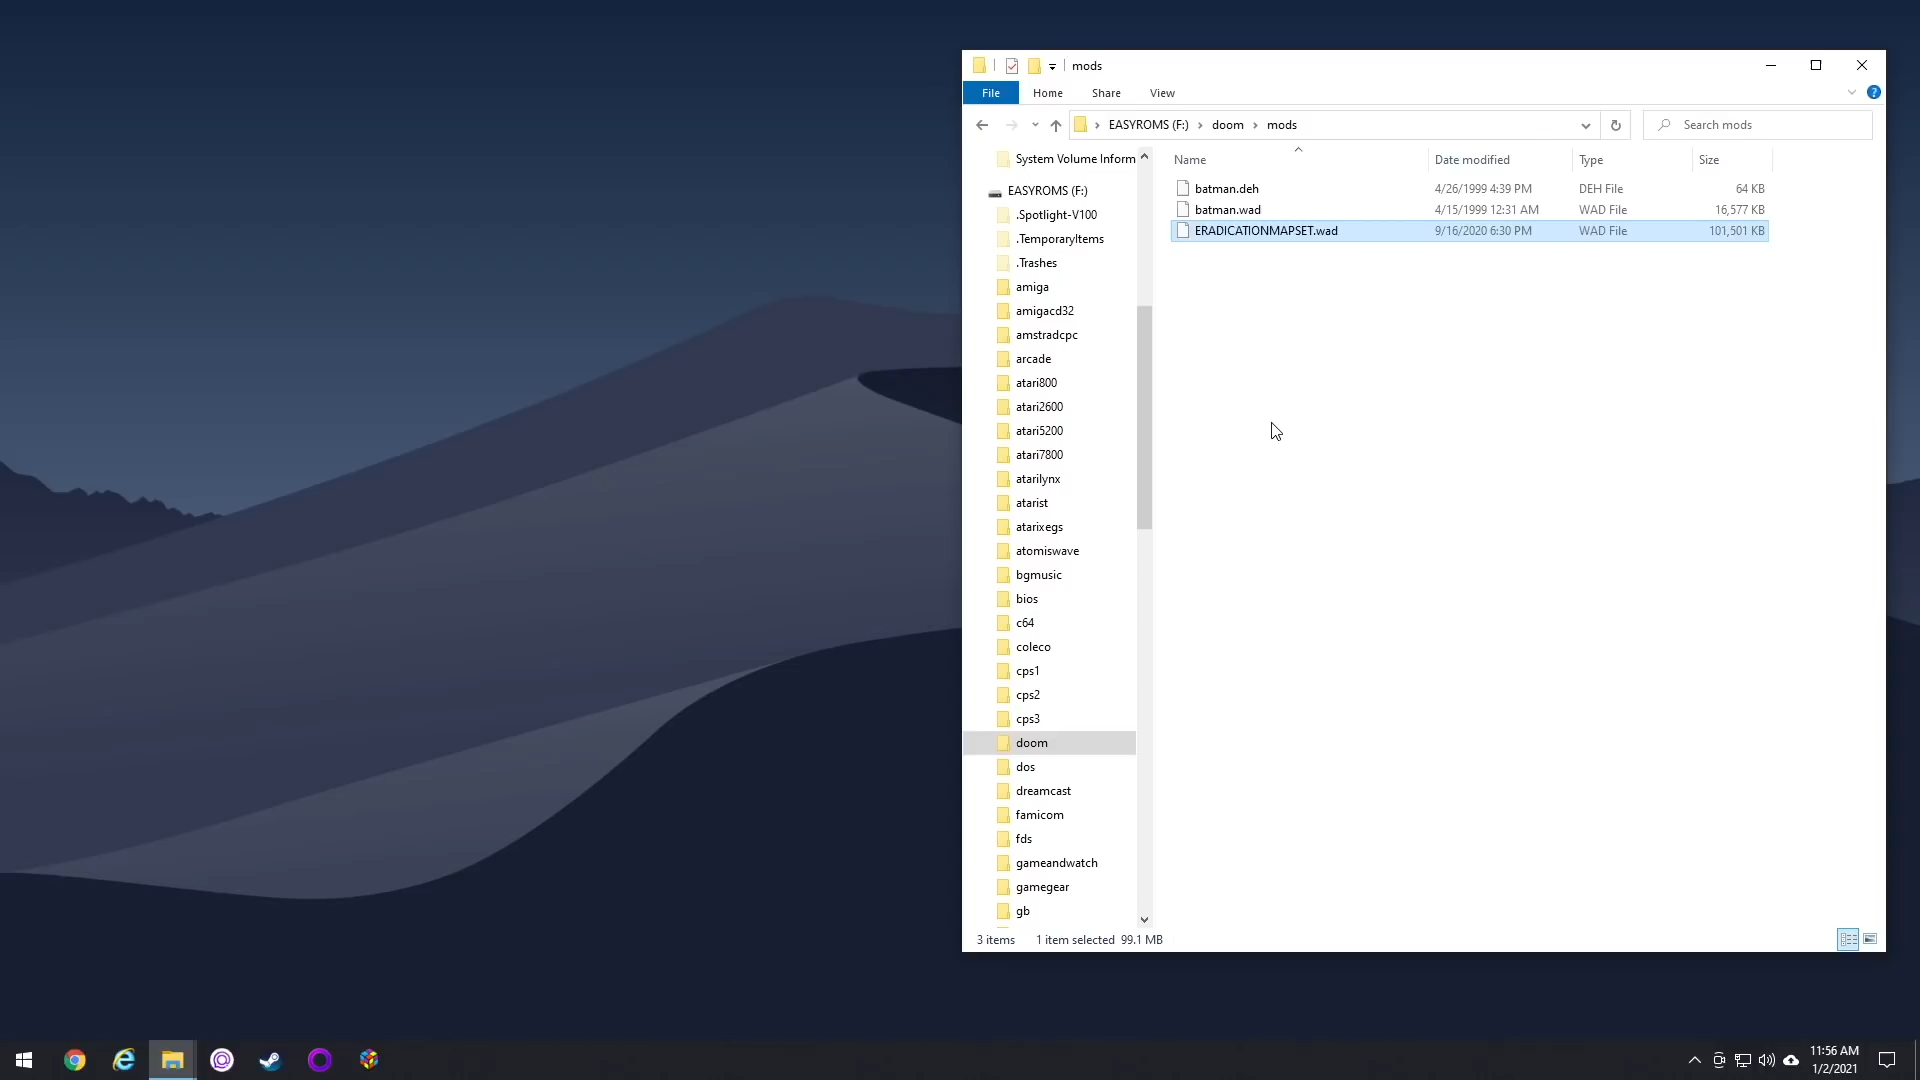 mods
File Home Share View
EASYROMS (F:) doom mods
Search mods
System Volume Inform
EASYROMS (F:)
.Spotlight-V100
.TemporaryItems
.Trashes
amiga
amigacd32
amstradcpc
arcade
atari800
atari2600
atari5200
atari7800
atarilynx
atarist
atarixegs
atomiswave
bgmusic
bios
c64
coleco
cps1
cps2
cps3
doom
dos
dreamcast
famicom
fds
gameandwatch
gamegear
gb
Name Date modified Type Size
batman.deh 4/26/1999 4:39 PM DEH File 64 KB
batman.wad 4/15/1999 12:31 AM WAD File 16,577 KB
ERADICATIONMAPSET.wad 9/16/2020 6:30 PM WAD File 101,501 KB
3 items 1 item selected 99.1 MB
11:56 AM
1/2/2021